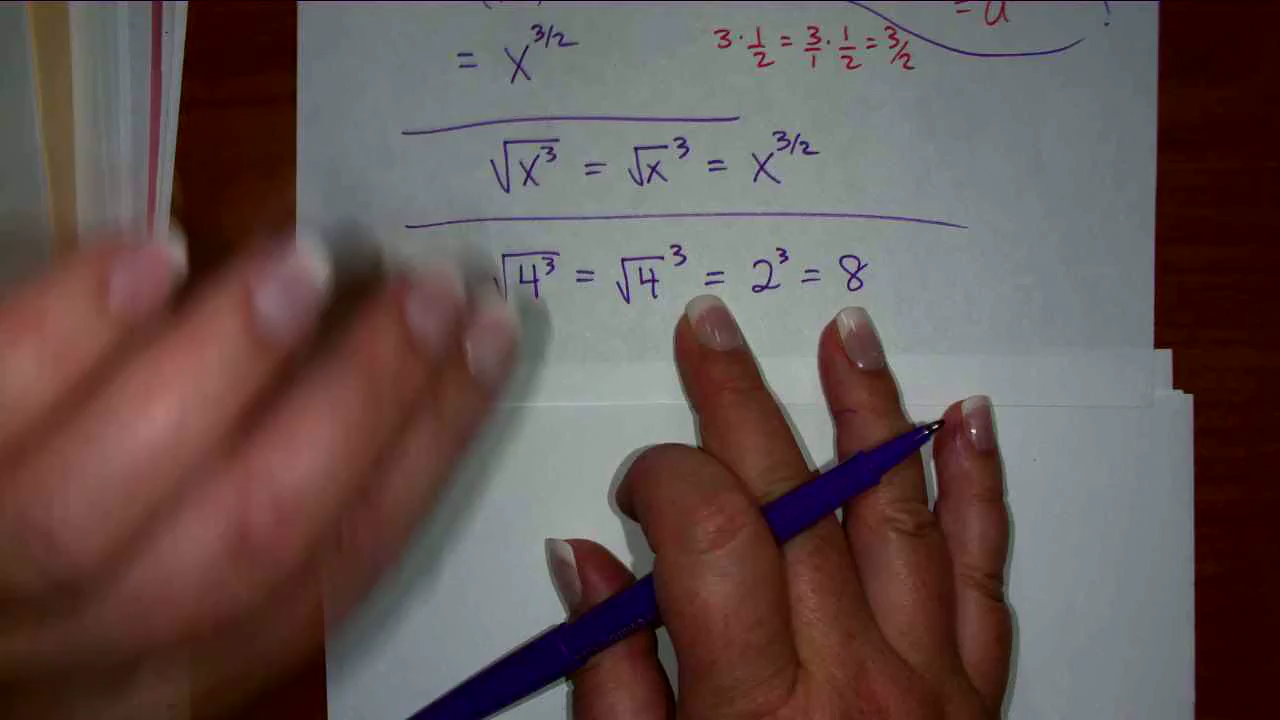 = a !
= x^{3/2} 3 · 1/2 = 3/1 · 1/2 = 3/2
√x³ = √x ³ = x^{3/2}
√4³ = √4 ³ = 2³ = 8